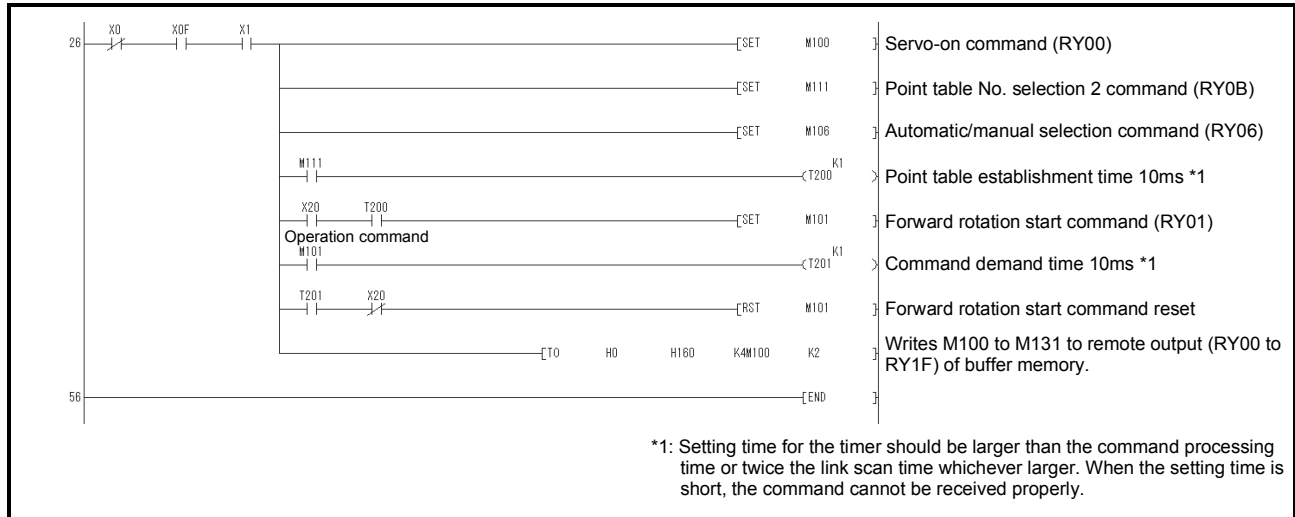 X0 X0F X1
26 [SET M100 ] Servo-on command (RY00)
[SET M111 ] Point table No. selection 2 command (RY0B)
[SET M106 ] Automatic/manual selection command (RY06)
M111 K1
(T200 ) Point table establishment time 10ms *1
X20 T200
[SET M101 ] Forward rotation start command (RY01)
Operation command
M101 K1
(T201 ) Command demand time 10ms *1
T201 X20
[RST M101 ] Forward rotation start command reset
[TO H0 H160 K4M100 K2 ] Writes M100 to M131 to remote output (RY00 to
RY1F) of buffer memory.
56 [END ]
*1: Setting time for the timer should be larger than the command processing
time or twice the link scan time whichever larger. When the setting time is
short, the command cannot be received properly.